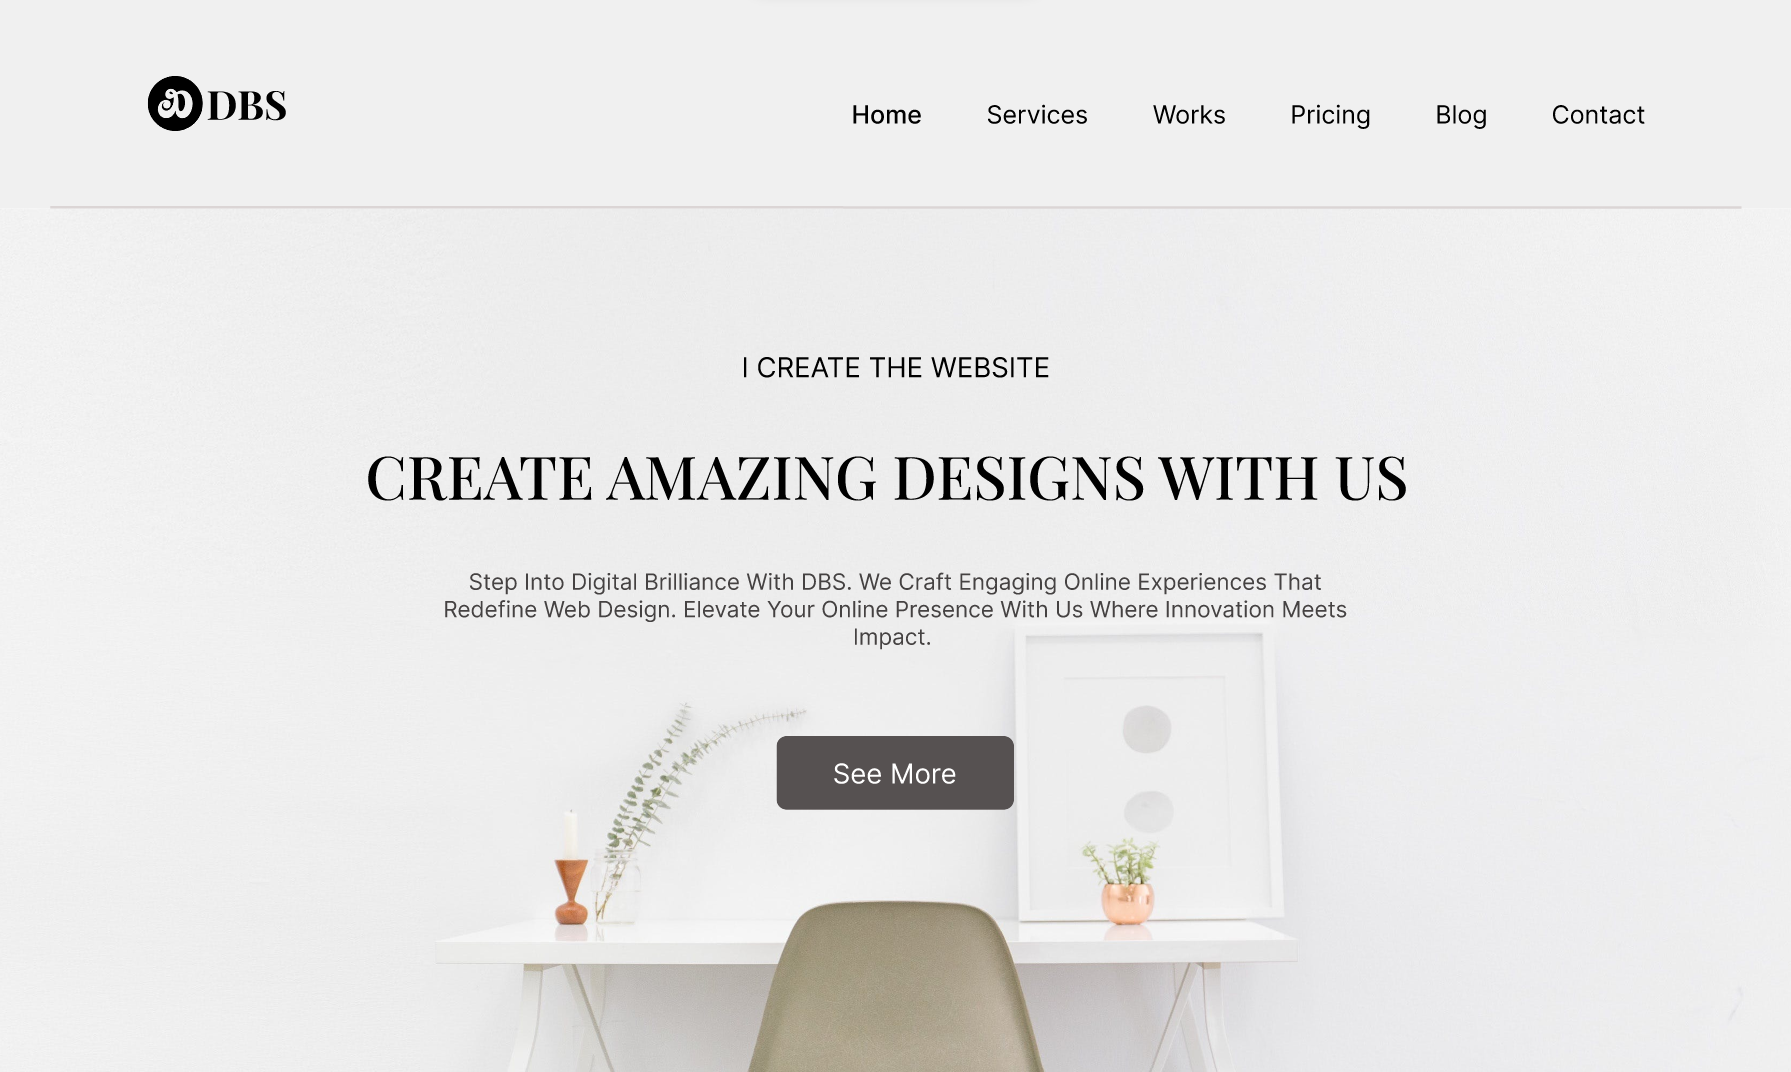 DBS
Home Services Works Pricing Blog Contact
I CREATE THE WEBSITE
CREATE AMAZING DESIGNS WITH US
Step Into Digital Brilliance With DBS. We Craft Engaging Online Experiences That
Redefine Web Design. Elevate Your Online Presence With Us Where Innovation Meets
Impact.
See More